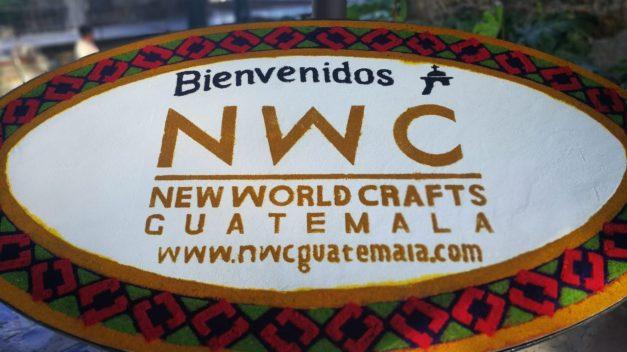 Bienvenidos
NWC
NEW WORLD CRAFTS
GUATEMALA
www.nwcguatemala.com